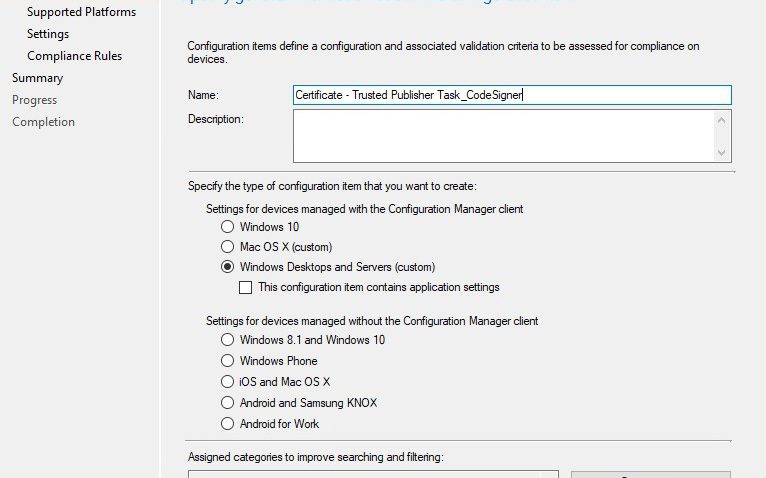 Supported Platforms
Settings
Compliance Rules
Summary
Progress
Completion
Configuration items define a configuration and associated validation criteria to be assessed for compliance on
devices.
Name:
Certificate - Trusted Publisher Task_CodeSigner
Description:
Specify the type of configuration item that you want to create:
Settings for devices managed with the Configuration Manager client
Windows 10
Mac OS X (custom)
Windows Desktops and Servers (custom)
This configuration item contains application settings
Settings for devices managed without the Configuration Manager client
Windows 8.1 and Windows 10
Windows Phone
iOS and Mac OS X
Android and Samsung KNOX
Android for Work
Assigned categories to improve searching and filtering: